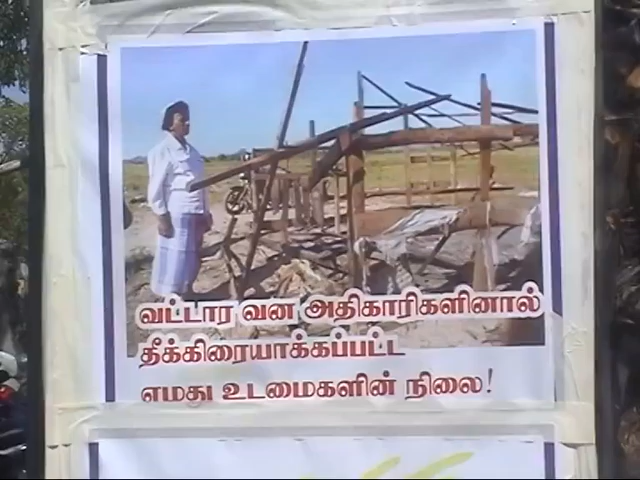 வட்டார வன அதிகாரிகளினால்
தீக்கிரையாக்கப்பட்ட
எமது உடமைகளின் நிலை!